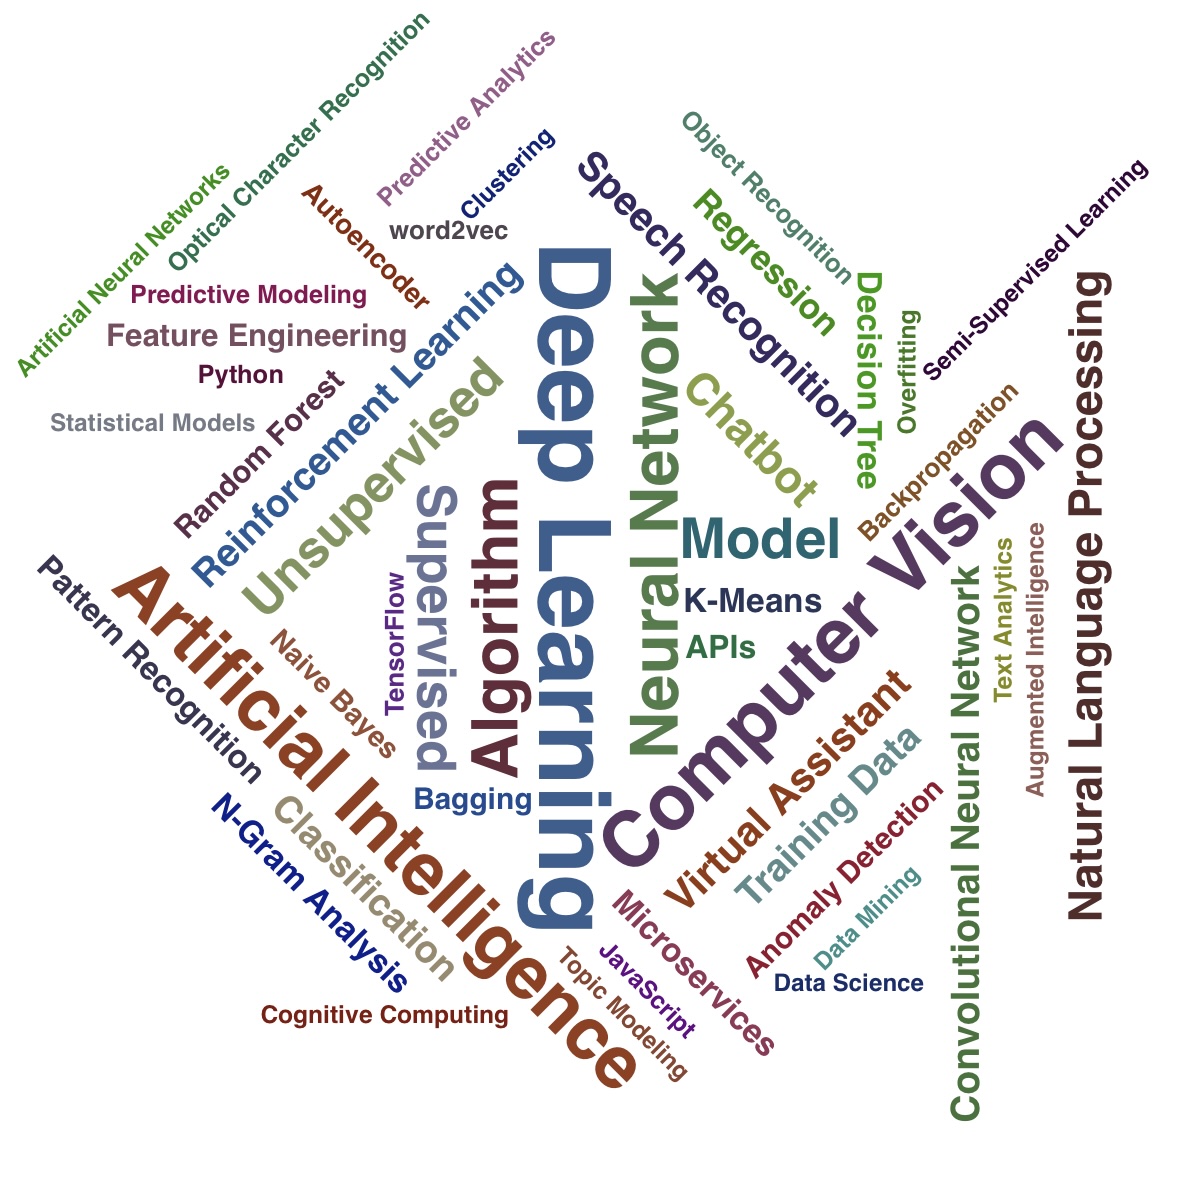 Optical Character Recognition
Predictive Analytics
Artificial Neural Networks
Clustering
Autoencoder
word2vec
Object Recognition
Speech Recognition
Regression
Semi-Supervised Learning
Predictive Modeling
Feature Engineering
Python
Statistical Models
Random Forest
Reinforcement Learning
Unsupervised
Deep Learning
Neural Network
Chatbot
Decision Tree
Overfitting
Backpropagation
Natural Language Processing
Supervised
Algorithm
TensorFlow
Model
K-Means
APIs
Computer Vision
Text Analytics
Augmented Intelligence
Convolutional Neural Network
Pattern Recognition
Artificial Intelligence
Naive Bayes
Bagging
Virtual Assistant
Training Data
Anomaly Detection
Data Mining
Data Science
N-Gram Analysis
Classification
Microservices
JavaScript
Topic Modeling
Cognitive Computing